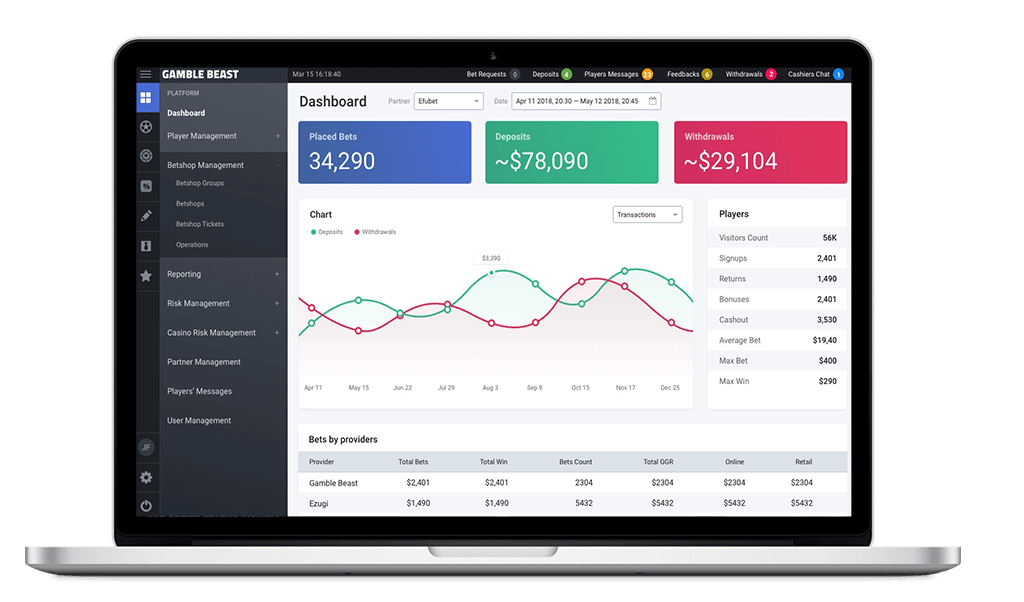 GAMBLE BEAST
Mar 15 16:18:40
Bet Requests 0 Deposits 4 Players Messages 23 Feedbacks 6 Withdrawals 2 Cashiers Chat 1
PLATFORM
Dashboard
Player Management +
Betshop Management -
Betshop Groups
Betshops
Betshop Tickets
Operations
Reporting +
Risk Management +
Casino Risk Management +
Partner Management
Players' Messages
User Management
JF
Dashboard
Partner Efubet
Date Apr 11 2018, 20:30 – May 12 2018, 20:45
Placed Bets
34,290
Deposits
~$78,090
Withdrawals
~$29,104
Chart
Transactions
Deposits Withdrawals
$3,390
Apr 11 May 15 Jun 22 Jul 29 Aug 3 Sep 9 Oct 15 Nov 17 Dec 25
Players
Visitors Count 56K
Signups 2,401
Returns 1,490
Bonuses 2,401
Cashout 3,530
Average Bet $19,40
Max Bet $400
Max Win $290
Bets by providers
Provider Total Bets Total Win Bets Count Total GGR Online Retail
Gamble Beast $2,401 $2,401 2304 $2304 $2304 $2304
Ezugi $1,490 $1,490 5432 $5432 $5432 $5432